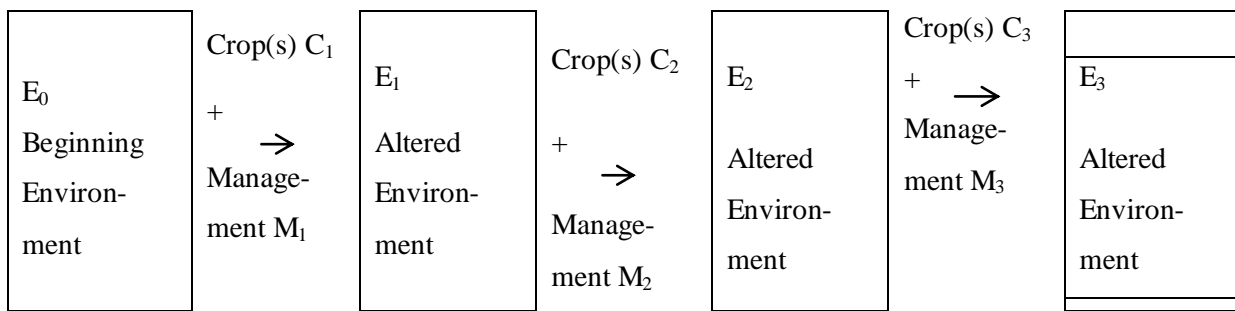 E₀
Beginning
Environ-
ment
Crop(s) C₁
+
Manage-
ment M₁
E₁
Altered
Environ-
ment
Crop(s) C₂
+
Manage-
ment M₂
E₂
Altered
Environ-
ment
Crop(s) C₃
+
Manage-
ment M₃
E₃
Altered
Environ-
ment